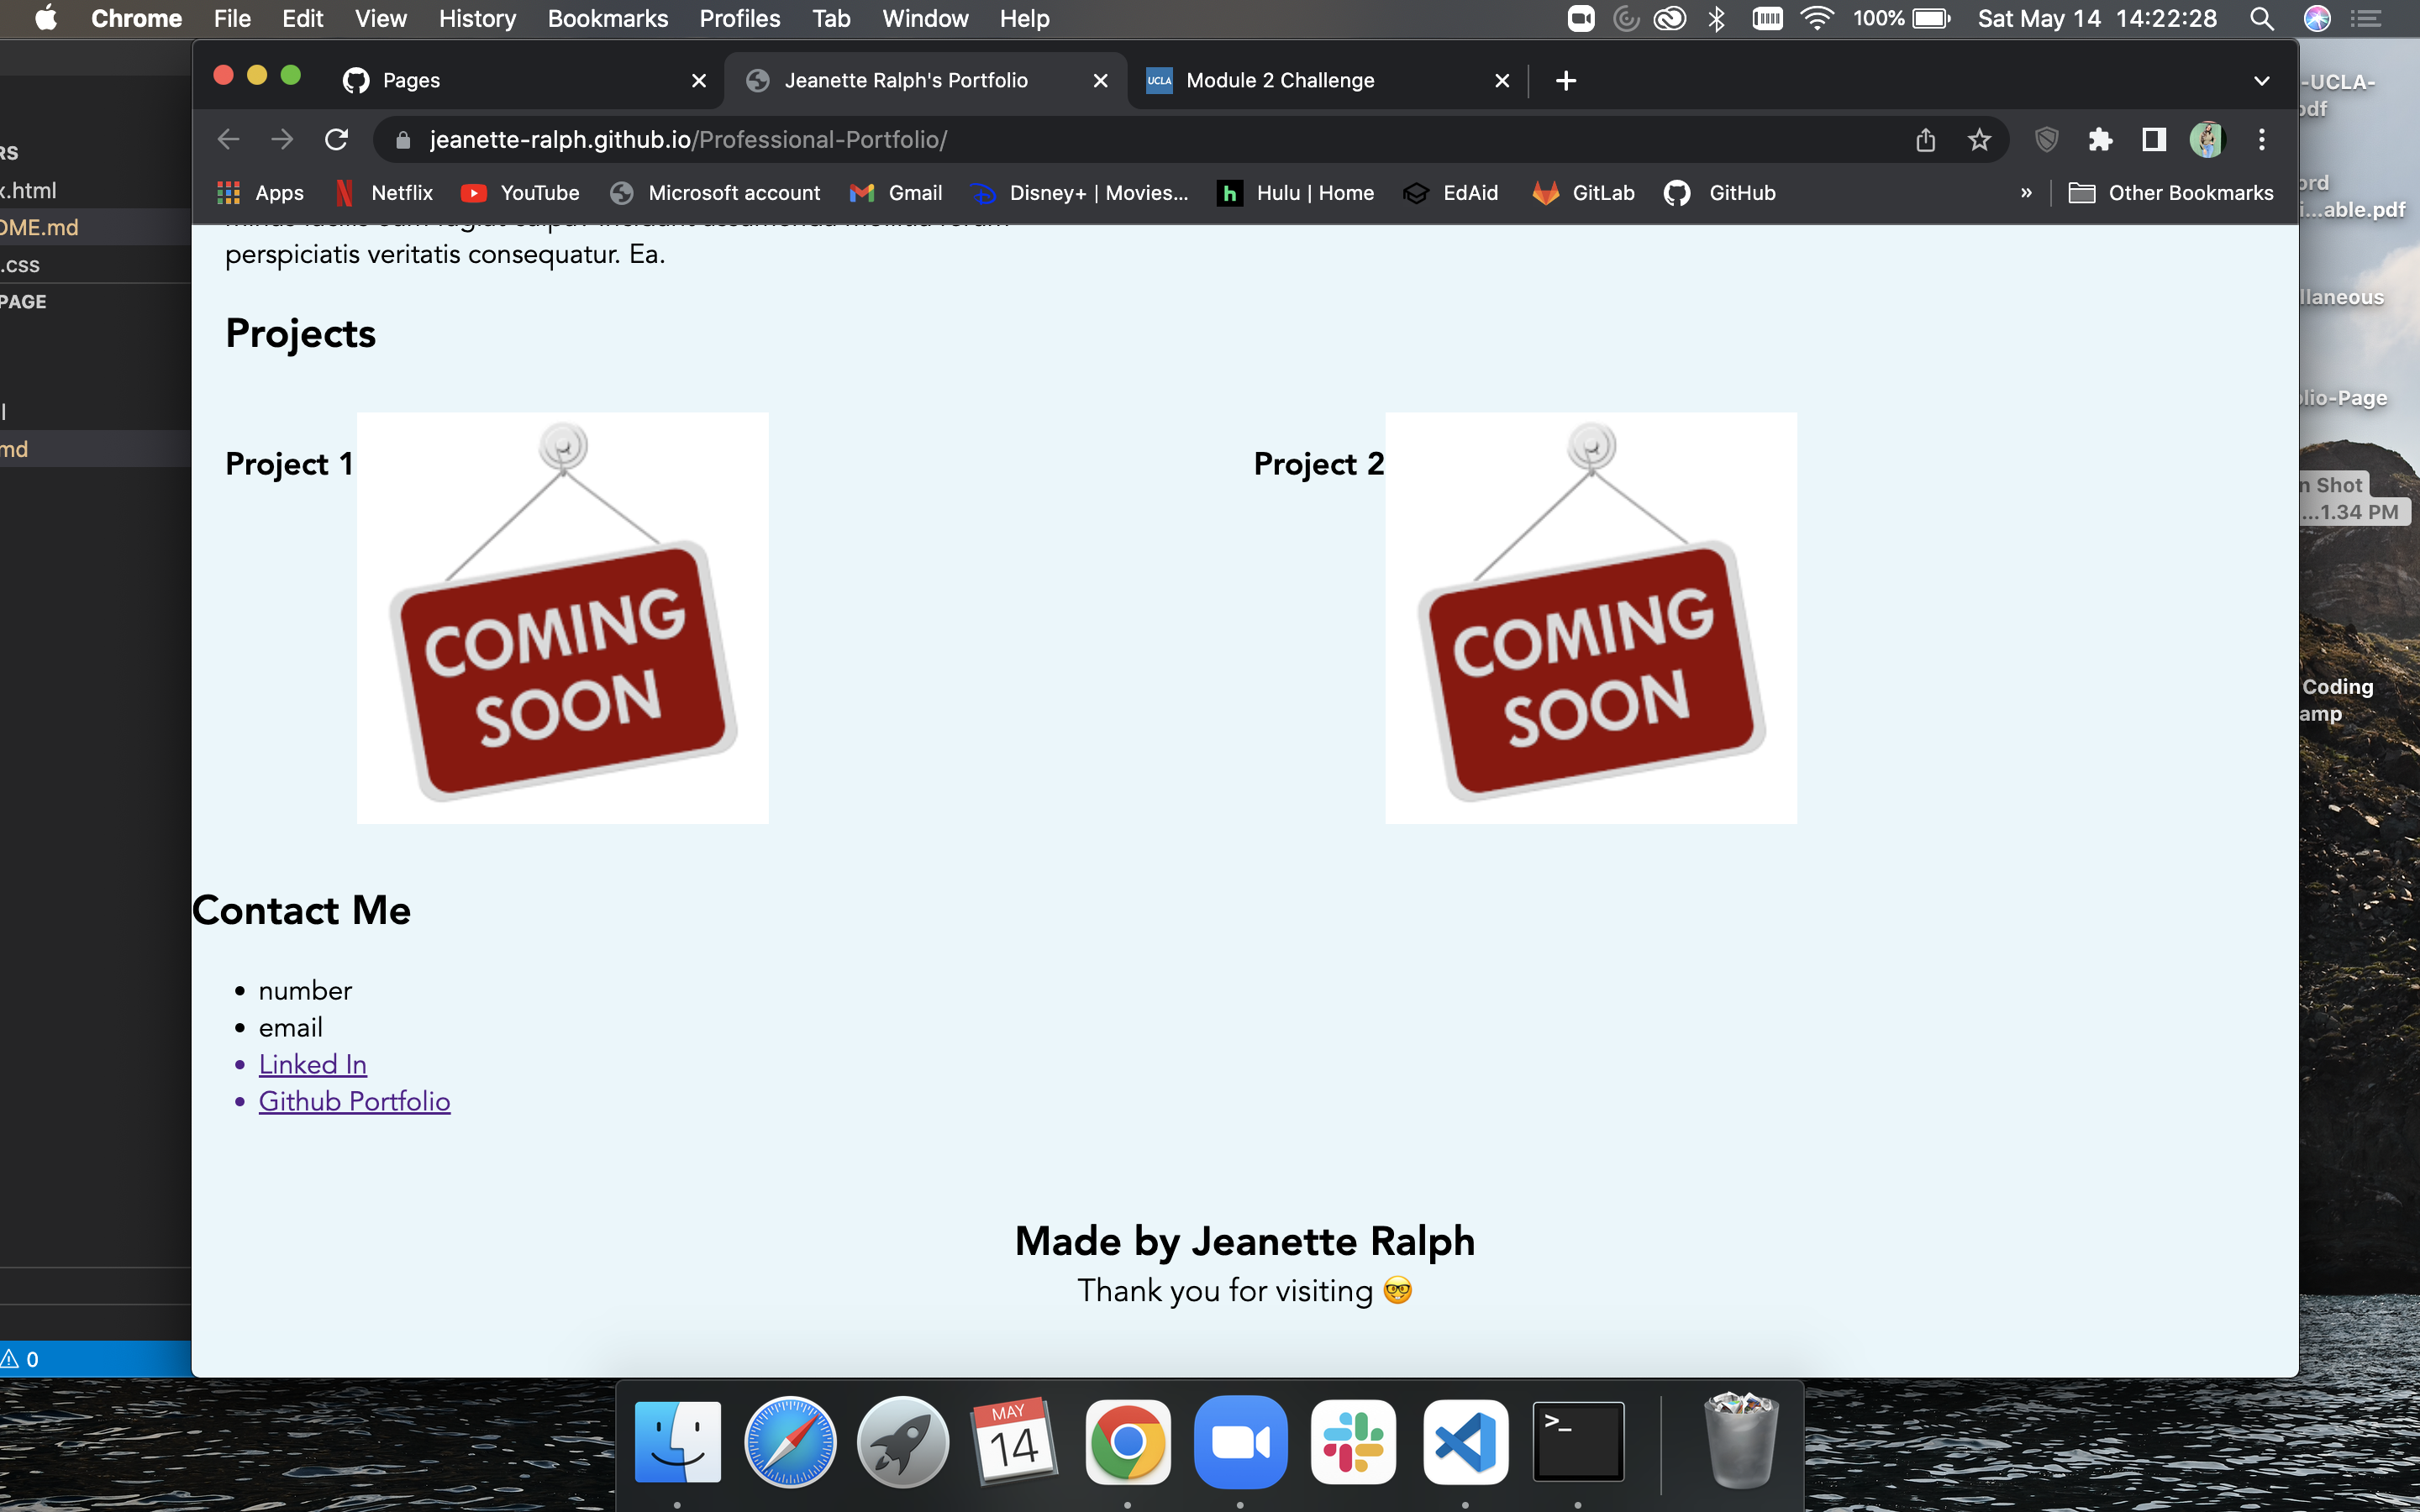 Chrome File Edit View History Bookmarks Profiles Tab Window Help 100% Sat May 14 14:22:28
Pages
Jeanette Ralph's Portfolio
UCLA Module 2 Challenge
jeanette-ralph.github.io/Professional-Portfolio/
Apps Netflix YouTube Microsoft account Gmail Disney+ | Movies... h Hulu | Home EdAid GitLab GitHub » Other Bookmarks
RS
x.html
OME.md
.css
PAGE
l
md
0
perspiciatis veritatis consequatur. Ea.
Projects
Project 1
COMING
SOON
Project 2
COMING
SOON
Contact Me
• number
• email
• Linked In
• Github Portfolio
Made by Jeanette Ralph
Thank you for visiting 🤓
-UCLA-
pdf
ord
i...able.pdf
llaneous
lio-Page
n Shot
...1.34 PM
Coding
amp
MAY
14
>_